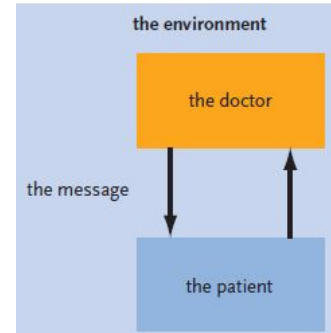 the environment
the doctor
the message
the patient